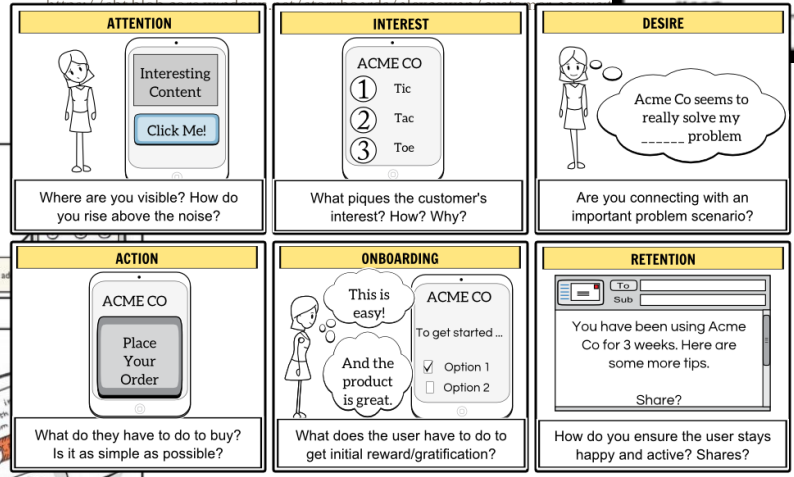 ATTENTION
Interesting
Content
Click Me!
Where are you visible? How do
you rise above the noise?
INTEREST
ACME CO
1 Tic
2 Tac
3 Toe
What piques the customer's
interest? How? Why?
DESIRE
Acme Co seems to
really solve my
______ problem
Are you connecting with an
important problem scenario?
ACTION
ACME CO
Place
Your
Order
What do they have to do to buy?
Is it as simple as possible?
ONBOARDING
This is
easy!
And the
product
is great.
ACME CO
To get started ...
Option 1
Option 2
What does the user have to do to
get initial reward/gratification?
RETENTION
To
Sub
You have been using Acme
Co for 3 weeks. Here are
some more tips.
Share?
How do you ensure the user stays
happy and active? Shares?